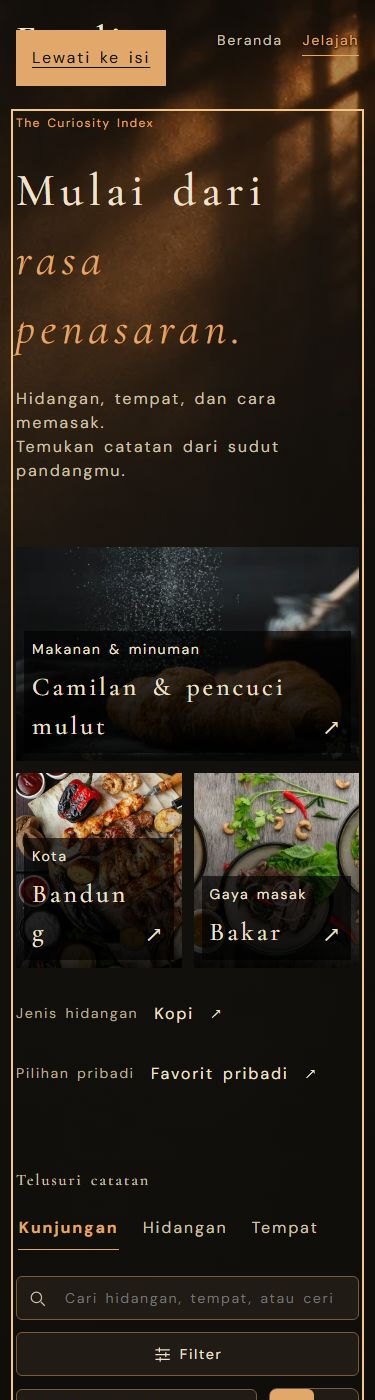 Lewati ke isi
Beranda
Jelajah
The Curiosity Index
Mulai dari
rasa
penasaran.
Hidangan, tempat, dan cara
memasak.
Temukan catatan dari sudut
pandangmu.
Makanan & minuman
Camilan & pencuci
mulut ↗
Kota
Bandun
g ↗
Gaya masak
Bakar ↗
Jenis hidangan Kopi ↗
Pilihan pribadi Favorit pribadi ↗
Telusuri catatan
Kunjungan Hidangan Tempat
Cari hidangan, tempat, atau ceri
Filter